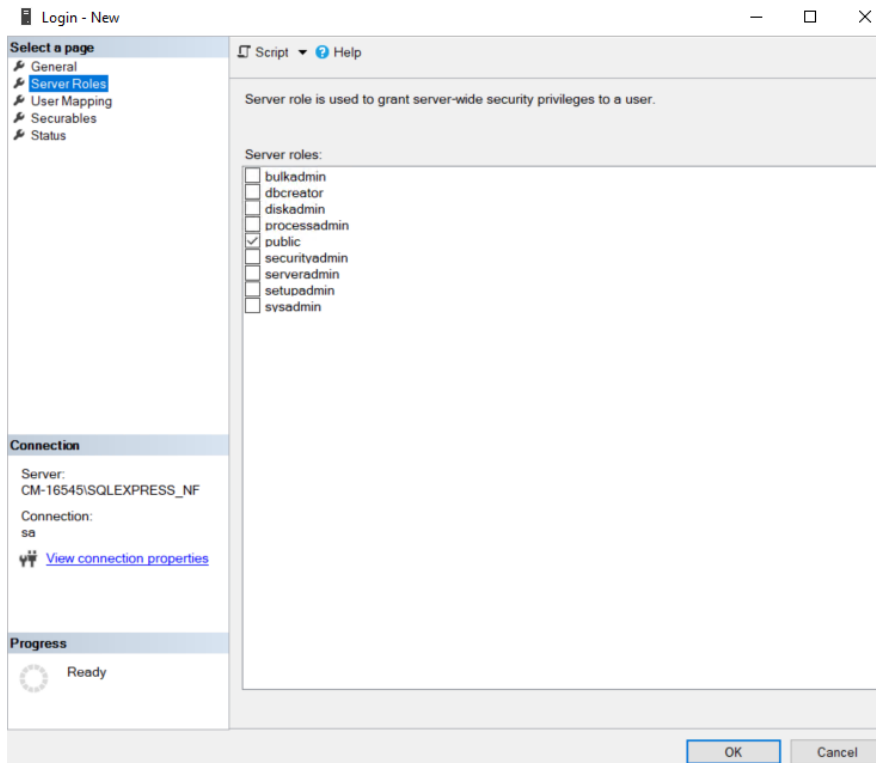 Login - New
Select a page
General
Server Roles
User Mapping
Securables
Status
Script
Help
Server role is used to grant server-wide security privileges to a user.
Server roles:
bulkadmin
dbcreator
diskadmin
processadmin
public
securityadmin
serveradmin
setupadmin
sysadmin
Connection
Server:
CM-16545\SQLEXPRESS_NF
Connection:
sa
View connection properties
Progress
Ready
OK
Cancel